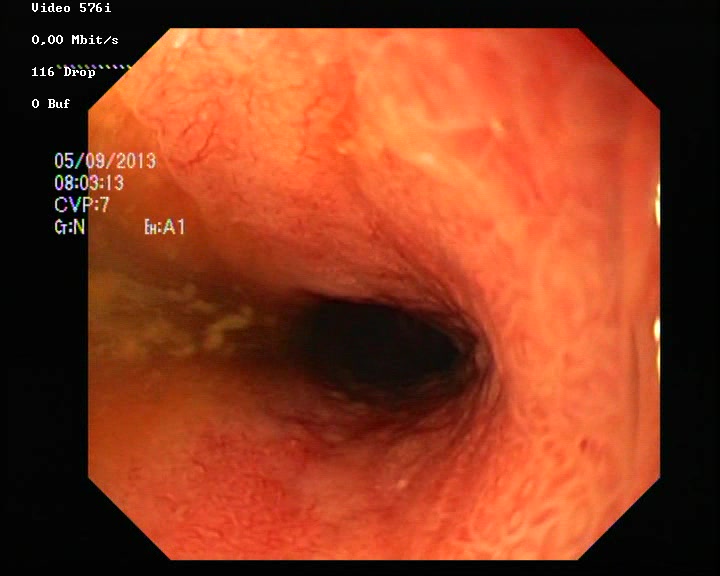 Video 576i
0,00 Mbit/s
116 Drop
0 Buf
05/09/2013
08:03:13
CVP:7
Cr:N Eh:A1